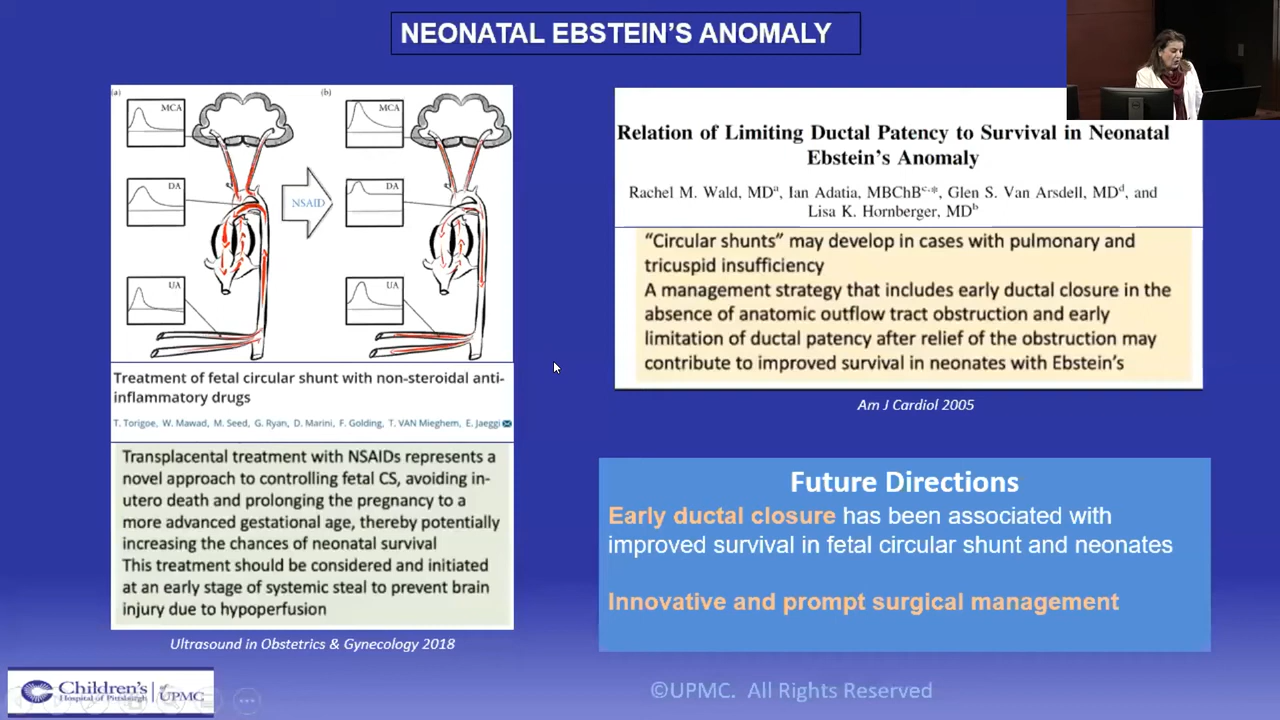 NEONATAL EBSTEIN'S ANOMALY
(a)
MCA
DA
UA
NSAID
(b)
MCA
DA
UA
Treatment of fetal circular shunt with non-steroidal anti-
inflammatory drugs
T. Torigoe, W. Mawad, M. Seed, G. Ryan, D. Marini, F. Golding, T. VAN Mieghem, E. Jaeggi
Transplacental treatment with NSAIDs represents a
novel approach to controlling fetal CS, avoiding in-
utero death and prolonging the pregnancy to a
more advanced gestational age, thereby potentially
increasing the chances of neonatal survival
This treatment should be considered and initiated
at an early stage of systemic steal to prevent brain
injury due to hypoperfusion
Ultrasound in Obstetrics & Gynecology 2018
Relation of Limiting Ductal Patency to Survival in Neonatal
Ebstein's Anomaly
Rachel M. Wald, MDᵃ, Ian Adatia, MBChBᶜ,*, Glen S. Van Arsdell, MDᵈ, and
Lisa K. Hornberger, MDᵇ
“Circular shunts” may develop in cases with pulmonary and
tricuspid insufficiency
A management strategy that includes early ductal closure in the
absence of anatomic outflow tract obstruction and early
limitation of ductal patency after relief of the obstruction may
contribute to improved survival in neonates with Ebstein's
Am J Cardiol 2005
Future Directions
Early ductal closure has been associated with
improved survival in fetal circular shunt and neonates
Innovative and prompt surgical management
Children's
Hospital of Pittsburgh
UPMC
©UPMC. All Rights Reserved